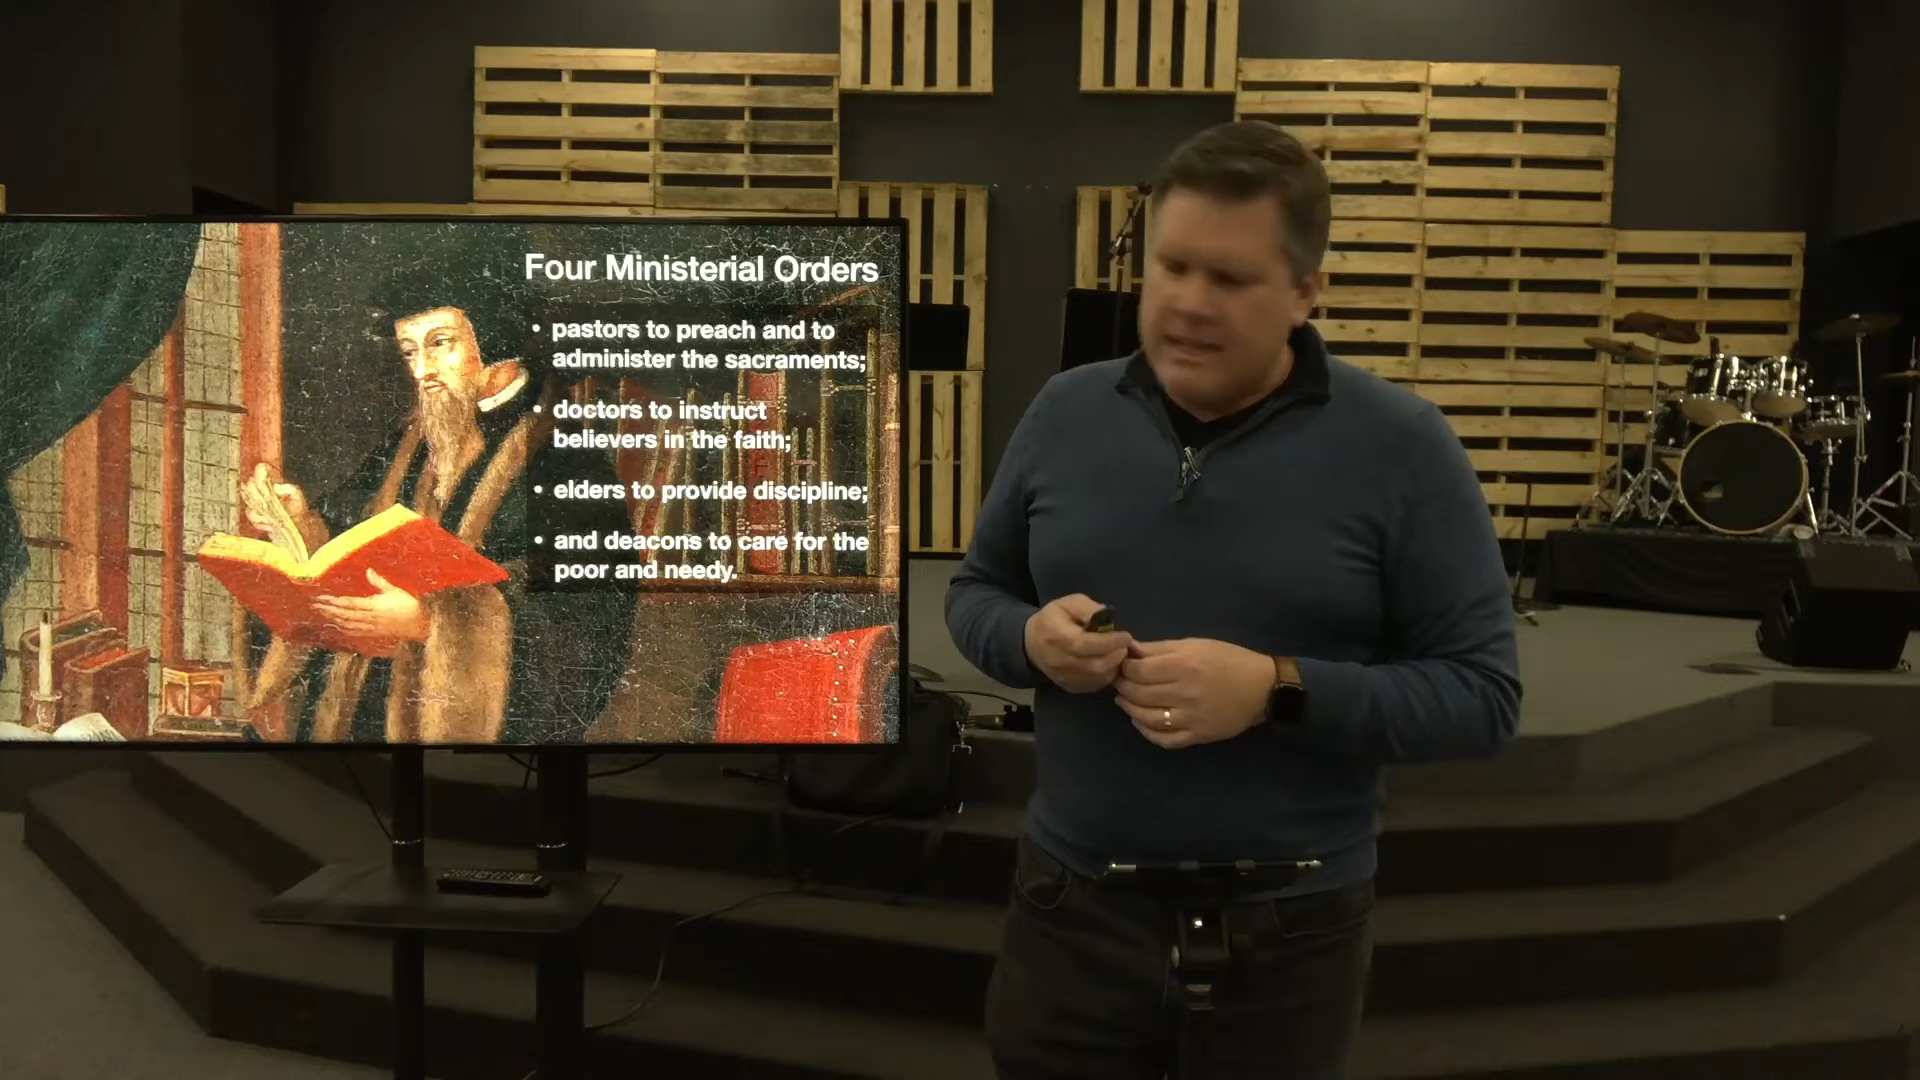 Four Ministerial Orders
• pastors to preach and to
administer the sacraments;
• doctors to instruct
believers in the faith;
• elders to provide discipline;
• and deacons to care for the
poor and needy.